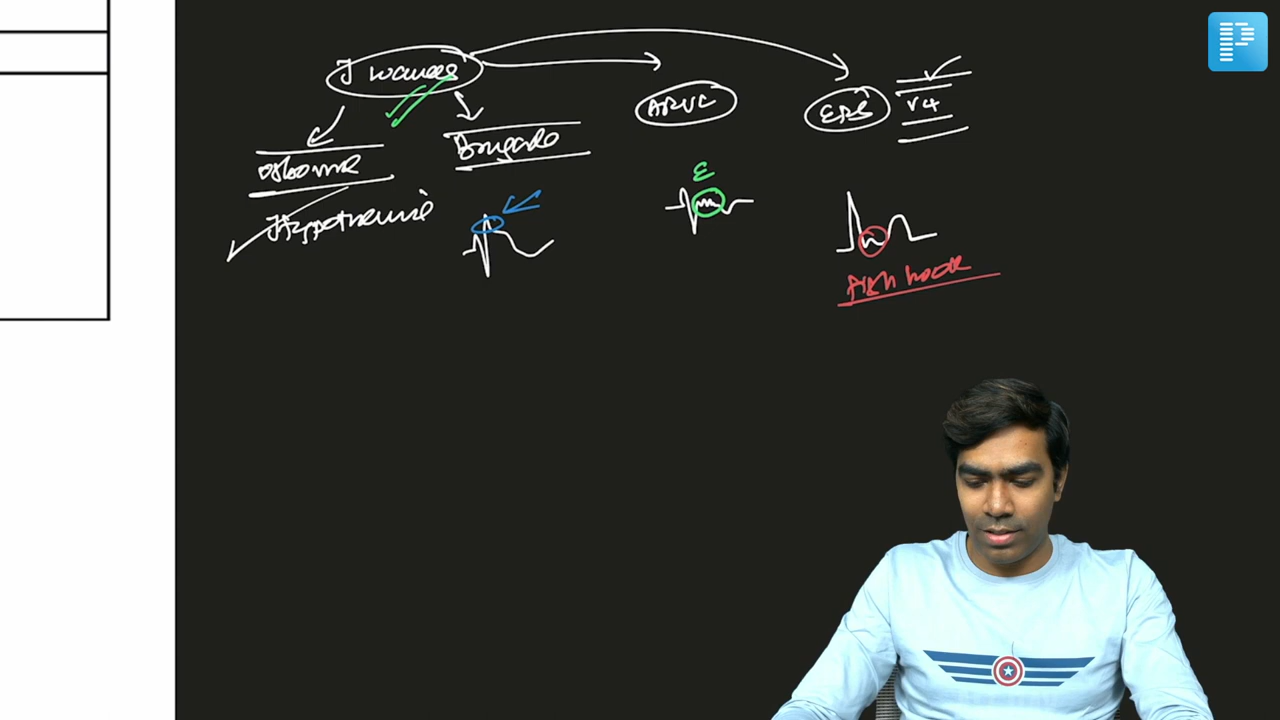 J waves
Osborne
Hypothermia
Brugada
ARVC
ERS V4
ε
Fish hook